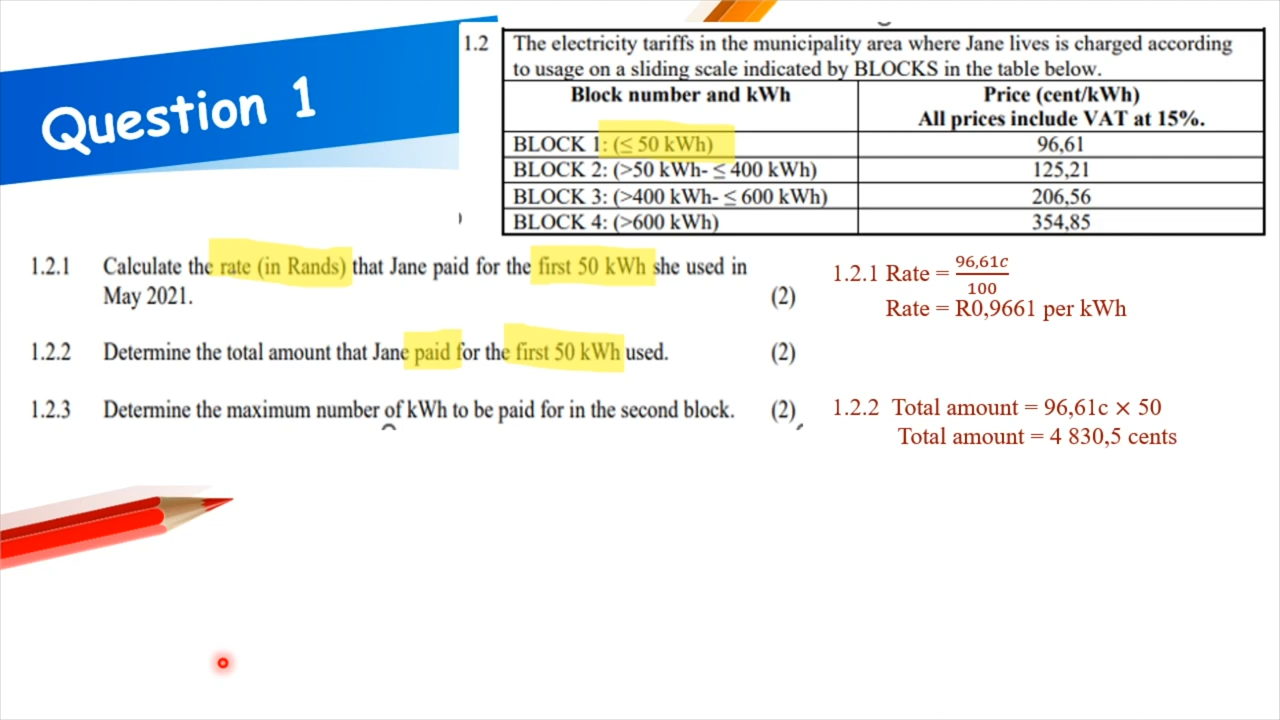 Question 1
1.2 The electricity tariffs in the municipality area where Jane lives is charged according
to usage on a sliding scale indicated by BLOCKS in the table below.
Block number and kWh Price (cent/kWh)
All prices include VAT at 15%.
BLOCK 1: (≤ 50 kWh) 96,61
BLOCK 2: (>50 kWh- ≤ 400 kWh) 125,21
BLOCK 3: (>400 kWh- ≤ 600 kWh) 206,56
BLOCK 4: (>600 kWh) 354,85
1.2.1 Calculate the rate (in Rands) that Jane paid for the first 50 kWh she used in
May 2021. (2)
1.2.2 Determine the total amount that Jane paid for the first 50 kWh used. (2)
1.2.3 Determine the maximum number of kWh to be paid for in the second block. (2)
1.2.1 Rate = 96,61c/100
Rate = R0,9661 per kWh
1.2.2 Total amount = 96,61c × 50
Total amount = 4 830,5 cents